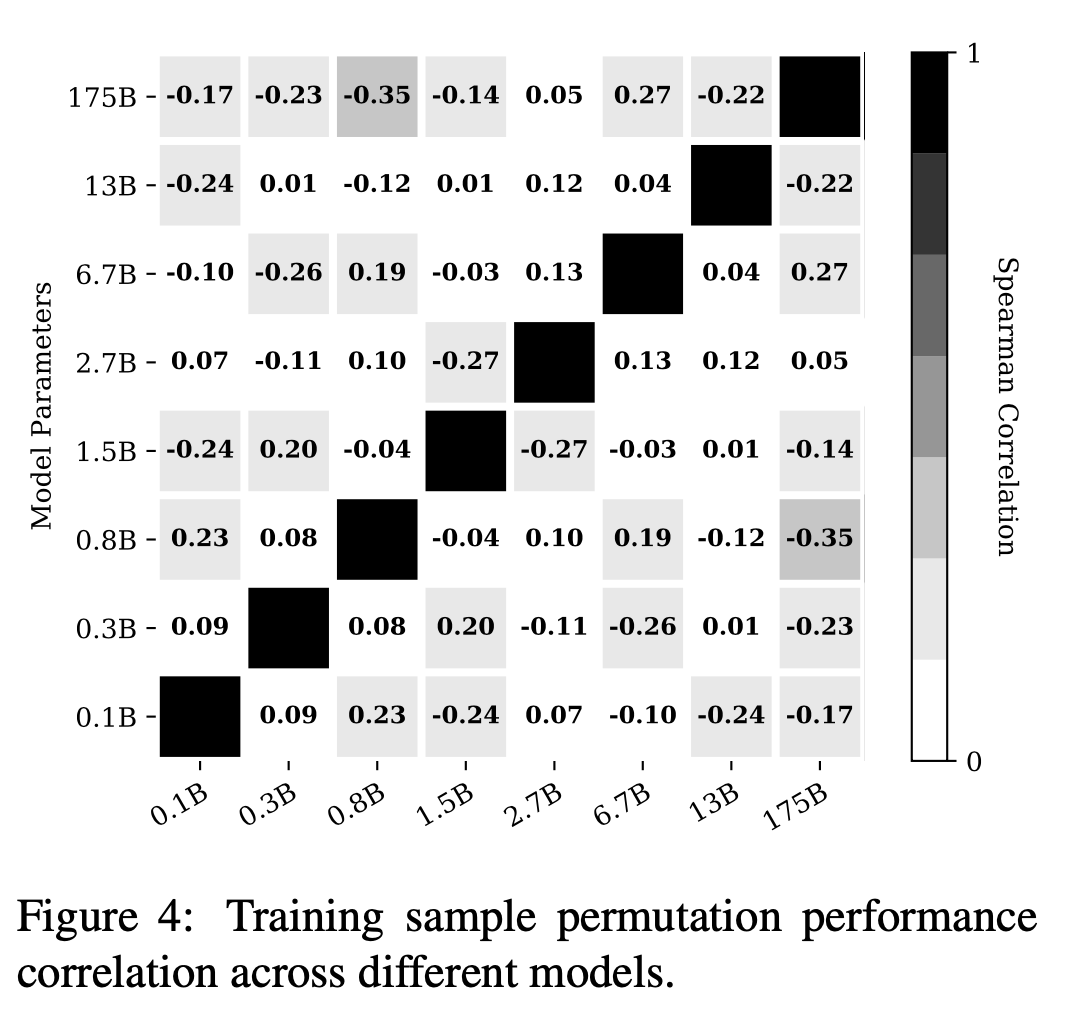 1
175B -0.17 -0.23 -0.35 -0.14 0.05 0.27 -0.22
13B -0.24 0.01 -0.12 0.01 0.12 0.04 -0.22
6.7B -0.10 -0.26 0.19 -0.03 0.13 0.04 0.27
2.7B 0.07 -0.11 0.10 -0.27 0.13 0.12 0.05
1.5B -0.24 0.20 -0.04 -0.27 -0.03 0.01 -0.14
0.8B 0.23 0.08 -0.04 0.10 0.19 -0.12 -0.35
0.3B 0.09 0.08 0.20 -0.11 -0.26 0.01 -0.23
0.1B 0.09 0.23 -0.24 0.07 -0.10 -0.24 -0.17
0
0.1B 0.3B 0.8B 1.5B 2.7B 6.7B 13B 175B
Model Parameters
Spearman Correlation
Figure 4: Training sample permutation performance
correlation across different models.